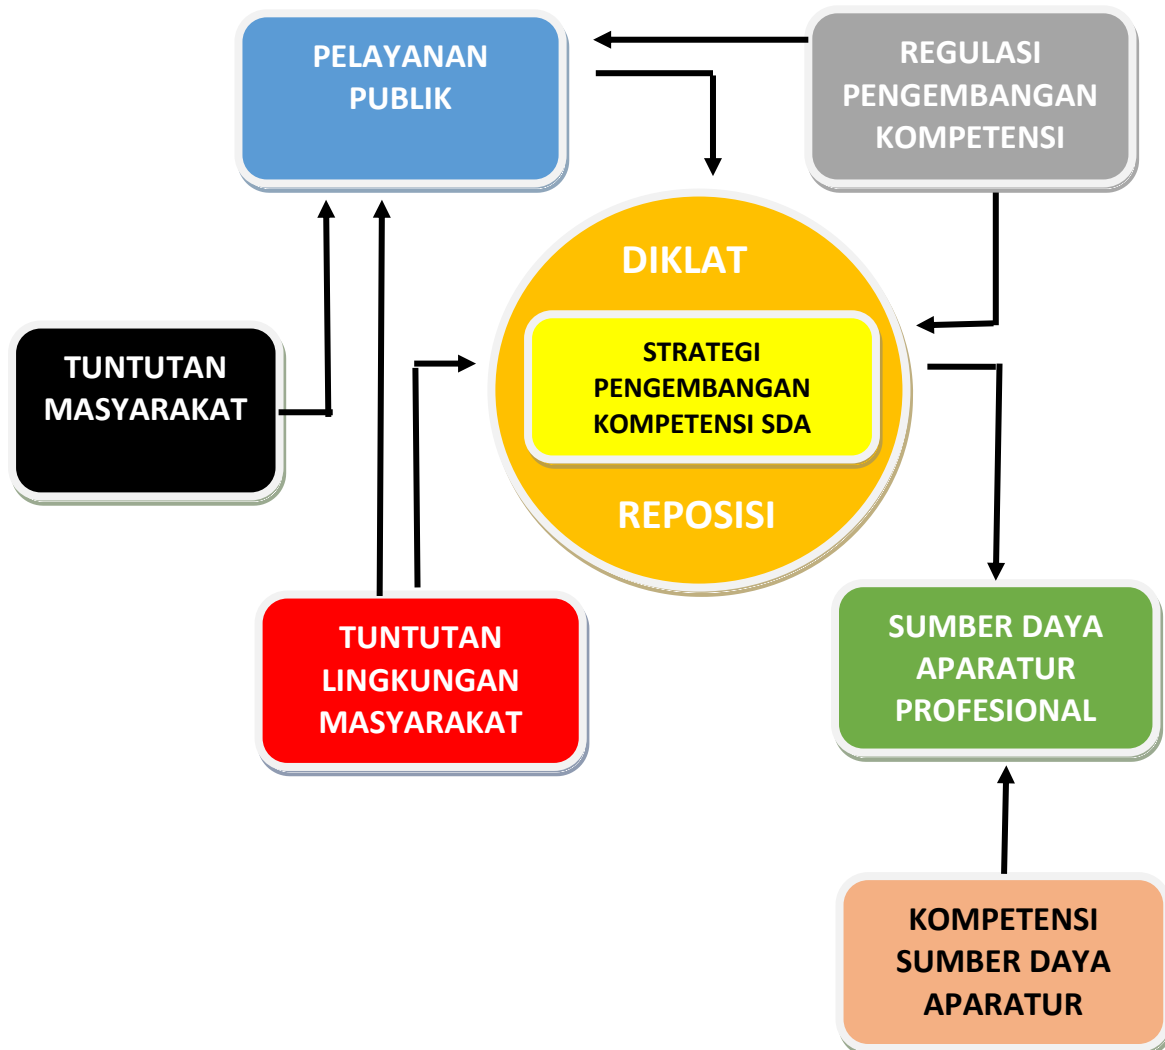 PELAYANAN
PUBLIK
REGULASI
PENGEMBANGAN
KOMPETENSI
DIKLAT
STRATEGI
PENGEMBANGAN
KOMPETENSI SDA
REPOSISI
TUNTUTAN
MASYARAKAT
TUNTUTAN
LINGKUNGAN
MASYARAKAT
SUMBER DAYA
APARATUR
PROFESIONAL
KOMPETENSI
SUMBER DAYA
APARATUR